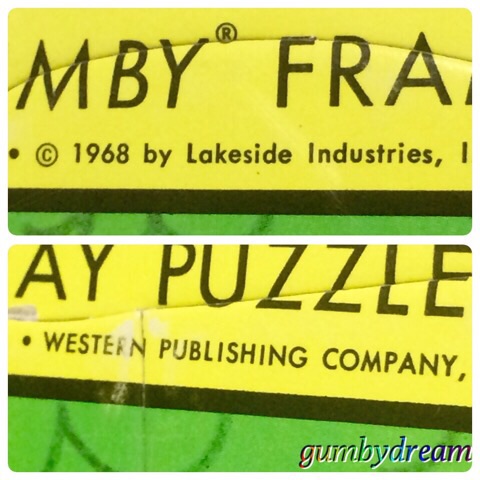 MBY® FRA
• © 1968 by Lakeside Industries, I
AY PUZZLE
• WESTERN PUBLISHING COMPANY,
gumbydream